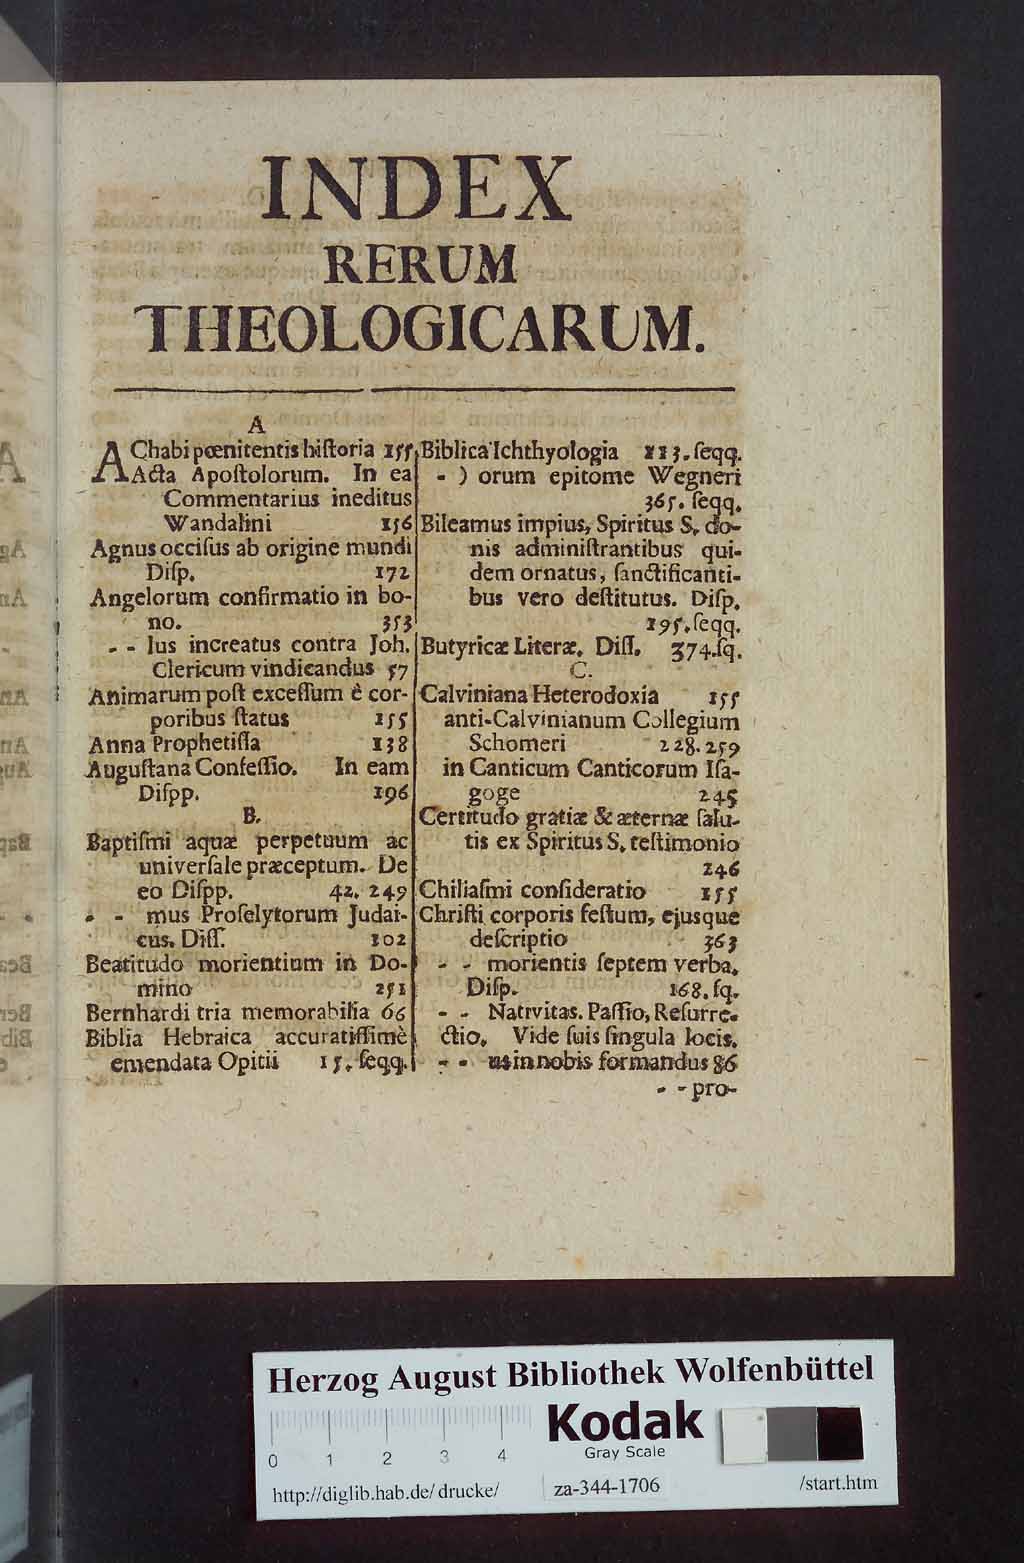 INDEX
RERUM
THEOLOGICARUM.
A
AChabi pœnitentis hiſtoria 155
Acta Apoſtolorum. In ea
Commentarius ineditus
Wandalini 156
Agnus occiſus ab origine mundi
Diſp. 172
Angelorum confirmatio in bo-
no. 353
- - lus increatus contra Joh.
Clericum vindicandus 57
Animarum poſt exceſſum è cor-
poribus ſtatus 155
Anna Prophetiſſa 138
Auguſtana Confeſſio. In eam
Diſpp. 196
B.
Baptiſmi aquæ perpetuum ac
univerſale præceptum. De
eo Diſpp. 42. 249
- - mus Proſelytorum Judai-
cus. Diſſ. 102
Beatitudo morientium in Do-
mino 251
Bernhardi tria memorabilia 66
Biblia Hebraica accuratiſſimè
emendata Opitii 15. ſeqq.
Biblica Ichthyologia 113. ſeqq.
- ) orum epitome Wegneri
365. ſeqq.
Bileamus impius, Spiritus S. do-
nis adminiſtrantibus qui-
dem ornatus, ſanctificanti-
bus vero deſtitutus. Diſp.
195. ſeqq.
Butyricæ Literæ. Diſſ. 374. ſq.
C.
Calviniana Heterodoxia 155
anti-Calvinianum Collegium
Schomeri 228. 259
in Canticum Canticorum Iſa-
goge 245
Certitudo gratiæ & æternæ ſalu-
tis ex Spiritus S. teſtimonio
246
Chiliaſmi conſideratio 155
Chriſti corporis feſtum, ejusque
deſcriptio 363
- - morientis ſeptem verba.
Diſp. 168. ſq.
- - Nativitas. Paſſio, Reſurre-
ctio. Vide ſuis ſingula locis.
- - us in nobis formandus 86
- - pro-
Herzog August Bibliothek Wolfenbüttel
Kodak
Gray Scale
0 1 2 3 4
http://diglib.hab.de/drucke/ za-344-1706 /start.htm